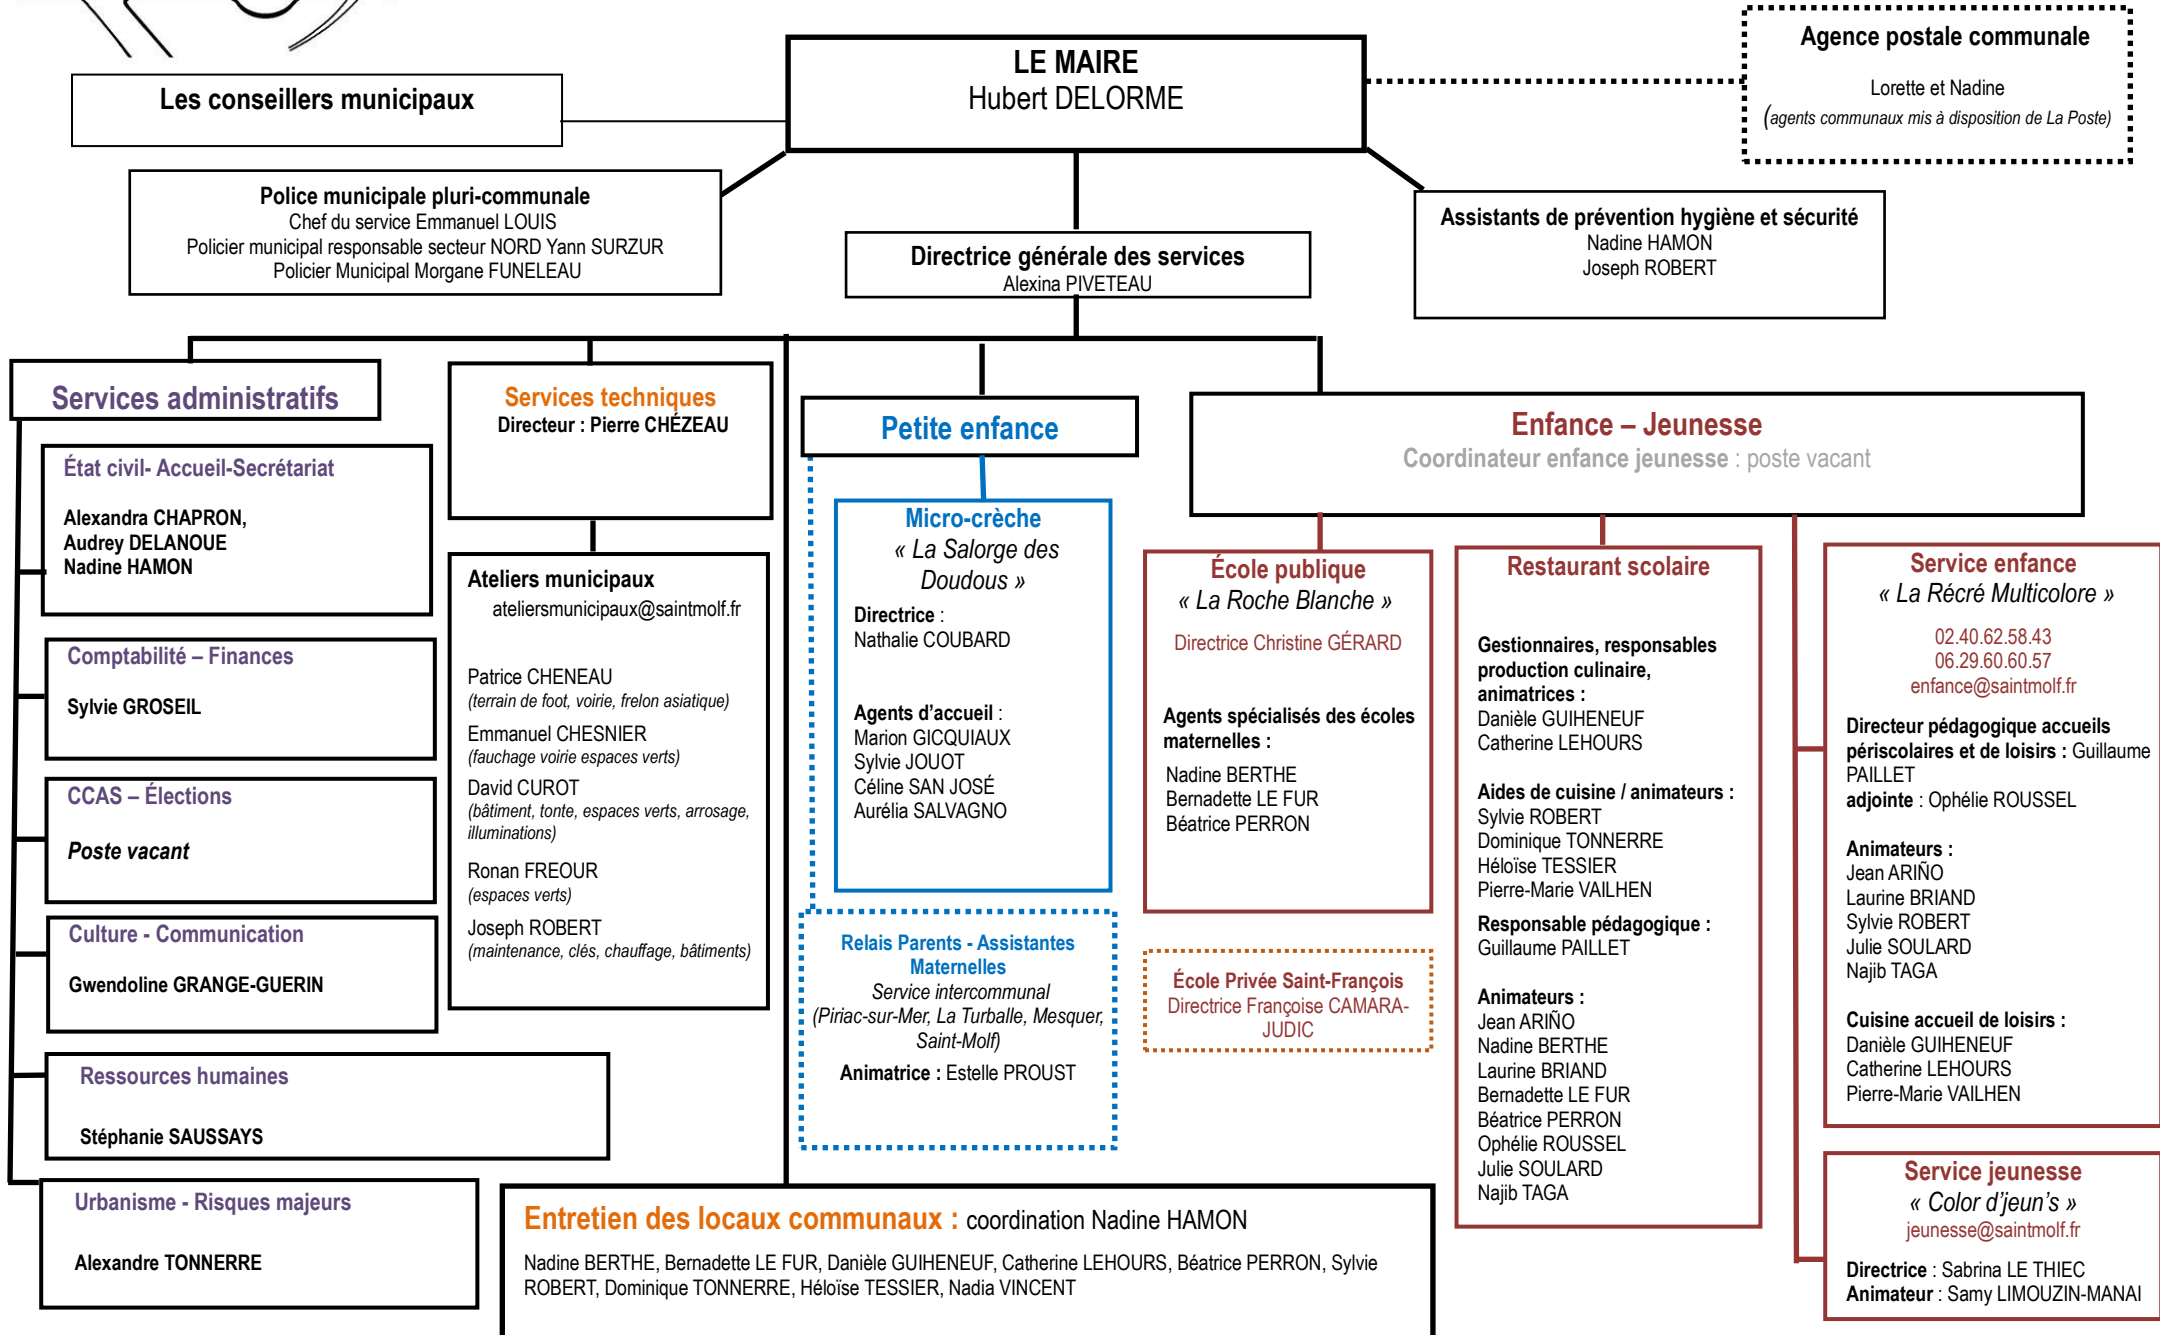 LE MAIRE
Hubert DELORME
Les conseillers municipaux
Agence postale communale
Lorette et Nadine
(agents communaux mis à disposition de La Poste)
Police municipale pluri-communale
Chef du service Emmanuel LOUIS
Policier municipal responsable secteur NORD Yann SURZUR
Policier Municipal Morgane FUNELEAU
Directrice générale des services
Alexina PIVETEAU
Assistants de prévention hygiène et sécurité
Nadine HAMON
Joseph ROBERT
Services administratifs
État civil- Accueil-Secrétariat
Alexandra CHAPRON,
Audrey DELANOUE
Nadine HAMON
Comptabilité – Finances
Sylvie GROSEIL
CCAS – Élections
Poste vacant
Culture - Communication
Gwendoline GRANGE-GUERIN
Ressources humaines
Stéphanie SAUSSAYS
Urbanisme - Risques majeurs
Alexandre TONNERRE
Services techniques
Directeur : Pierre CHÉZEAU
Ateliers municipaux
ateliersmunicipaux@saintmolf.fr
Patrice CHENEAU
(terrain de foot, voirie, frelon asiatique)
Emmanuel CHESNIER
(fauchage voirie espaces verts)
David CUROT
(bâtiment, tonte, espaces verts, arrosage,
illuminations)
Ronan FREOUR
(espaces verts)
Joseph ROBERT
(maintenance, clés, chauffage, bâtiments)
Petite enfance
Micro-crèche
« La Salorge des
Doudous »
Directrice :
Nathalie COUBARD
Agents d'accueil :
Marion GICQUIAUX
Sylvie JOUOT
Céline SAN JOSÉ
Aurélia SALVAGNO
Relais Parents - Assistantes
Maternelles
Service intercommunal
(Piriac-sur-Mer, La Turballe, Mesquer,
Saint-Molf)
Animatrice : Estelle PROUST
Enfance – Jeunesse
Coordinateur enfance jeunesse : poste vacant
École publique
« La Roche Blanche »
Directrice Christine GÉRARD
Agents spécialisés des écoles
maternelles :
Nadine BERTHE
Bernadette LE FUR
Béatrice PERRON
École Privée Saint-François
Directrice Françoise CAMARA-
JUDIC
Restaurant scolaire
Gestionnaires, responsables
production culinaire,
animatrices :
Danièle GUIHENEUF
Catherine LEHOURS
Aides de cuisine / animateurs :
Sylvie ROBERT
Dominique TONNERRE
Héloïse TESSIER
Pierre-Marie VAILHEN
Responsable pédagogique :
Guillaume PAILLET
Animateurs :
Jean ARIÑO
Nadine BERTHE
Laurine BRIAND
Bernadette LE FUR
Béatrice PERRON
Ophélie ROUSSEL
Julie SOULARD
Najib TAGA
Service enfance
« La Récré Multicolore »
02.40.62.58.43
06.29.60.60.57
enfance@saintmolf.fr
Directeur pédagogique accueils
périscolaires et de loisirs : Guillaume
PAILLET
adjointe : Ophélie ROUSSEL
Animateurs :
Jean ARIÑO
Laurine BRIAND
Sylvie ROBERT
Julie SOULARD
Najib TAGA
Cuisine accueil de loisirs :
Danièle GUIHENEUF
Catherine LEHOURS
Pierre-Marie VAILHEN
Service jeunesse
« Color d'jeun's »
jeunesse@saintmolf.fr
Directrice : Sabrina LE THIEC
Animateur : Samy LIMOUZIN-MANAI
Entretien des locaux communaux : coordination Nadine HAMON
Nadine BERTHE, Bernadette LE FUR, Danièle GUIHENEUF, Catherine LEHOURS, Béatrice PERRON, Sylvie
ROBERT, Dominique TONNERRE, Héloïse TESSIER, Nadia VINCENT